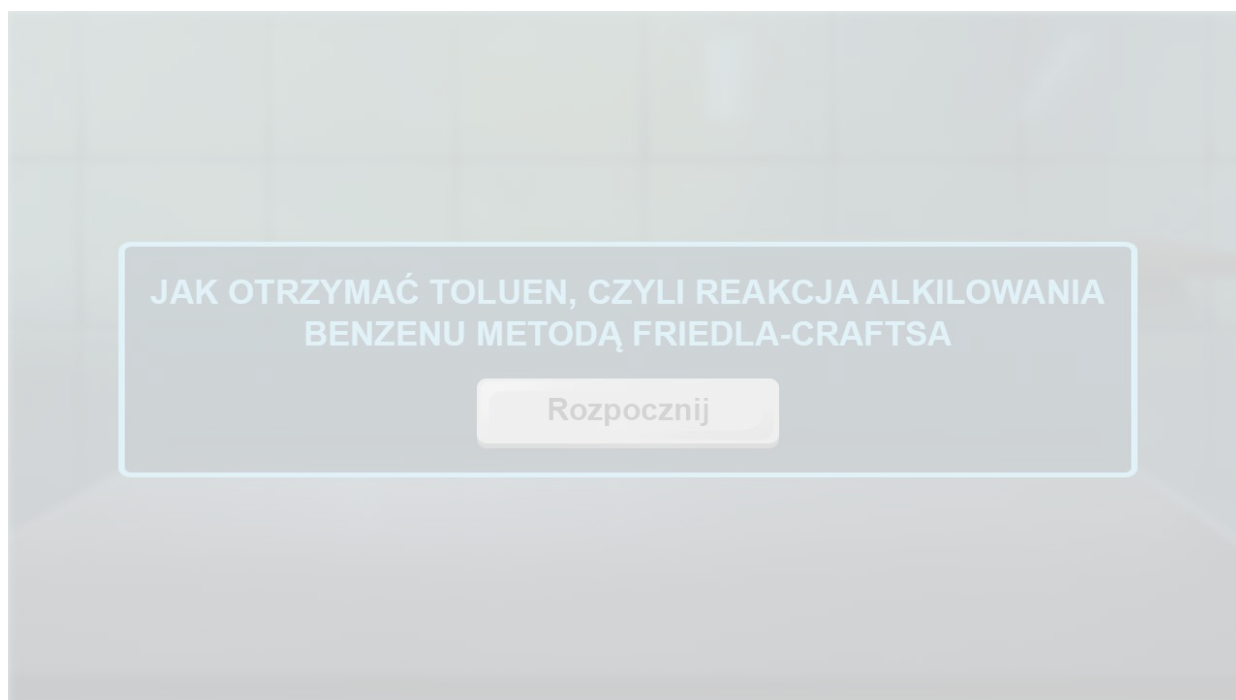 JAK OTRZYMAĆ TOLUEN, CZYLI REAKCJA ALKILOWANIA
BENZENU METODĄ FRIEDLA-CRAFTSA
Rozpocznij